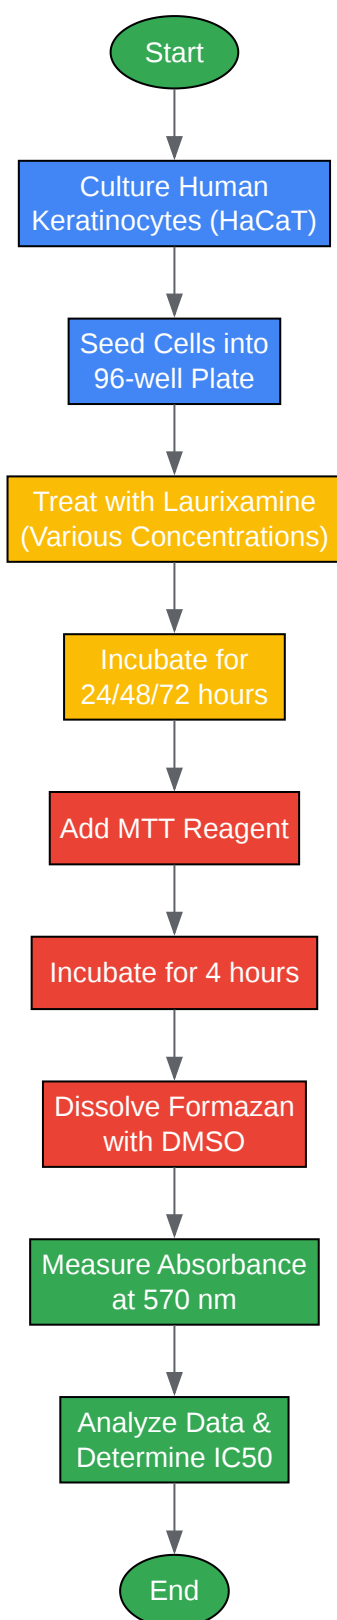 Start
Culture Human
Keratinocytes (HaCaT)
Seed Cells into
96-well Plate
Treat with Laurixamine
(Various Concentrations)
Incubate for
24/48/72 hours
Add MTT Reagent
Incubate for 4 hours
Dissolve Formazan
with DMSO
Measure Absorbance
at 570 nm
Analyze Data &
Determine IC50
End